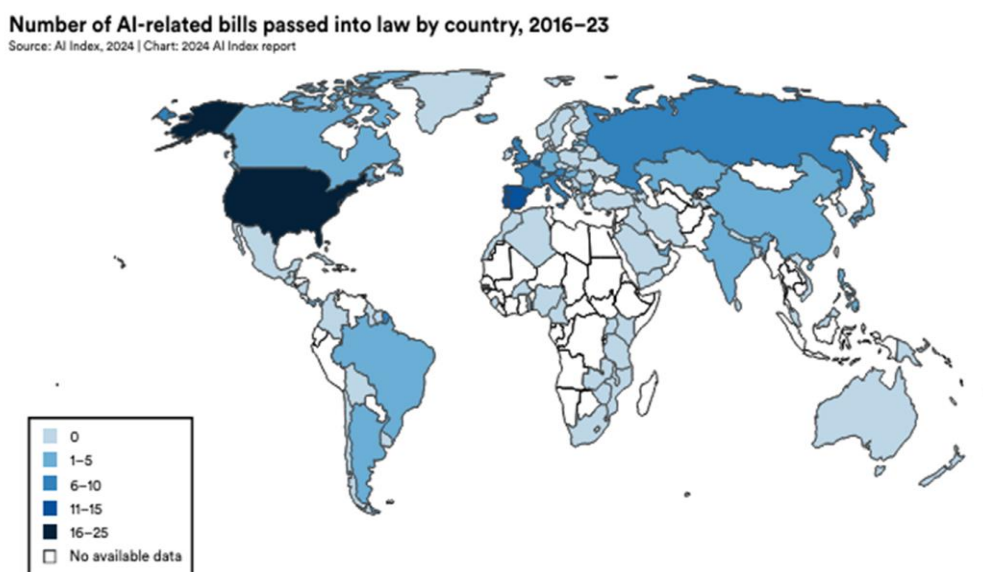 Number of AI-related bills passed into law by country, 2016–23
Source: AI Index, 2024 | Chart: 2024 AI Index report
0
1–5
6–10
11–15
16–25
No available data